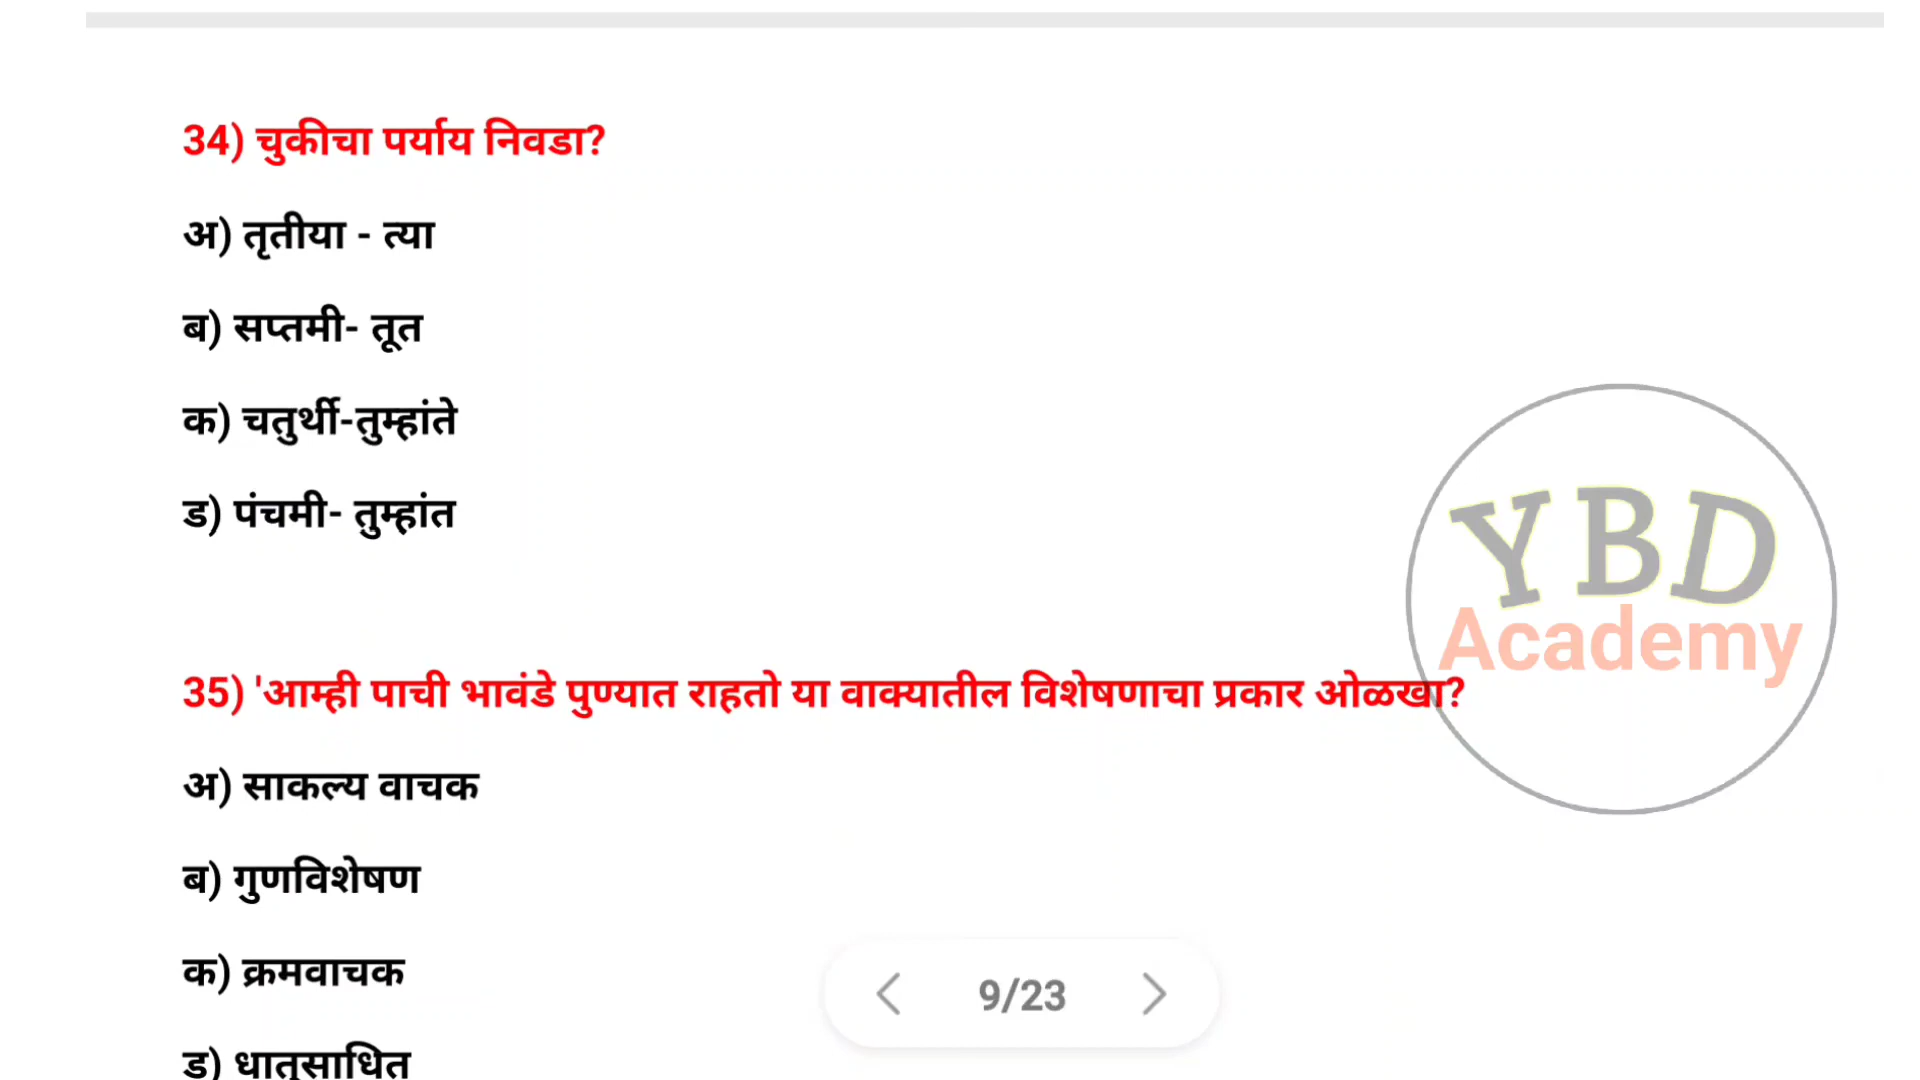 34) चुकीचा पर्याय निवडा?
अ) तृतीया - त्या
ब) सप्तमी- तूत
क) चतुर्थी-तुम्हांते
ड) पंचमी- तुम्हांत
YBD
Academy
35) 'आम्ही पाची भावंडे पुण्यात राहतो या वाक्यातील विशेषणाचा प्रकार ओळखा?
अ) साकल्य वाचक
ब) गुणविशेषण
क) क्रमवाचक
9/23
ड) धातुसाधित